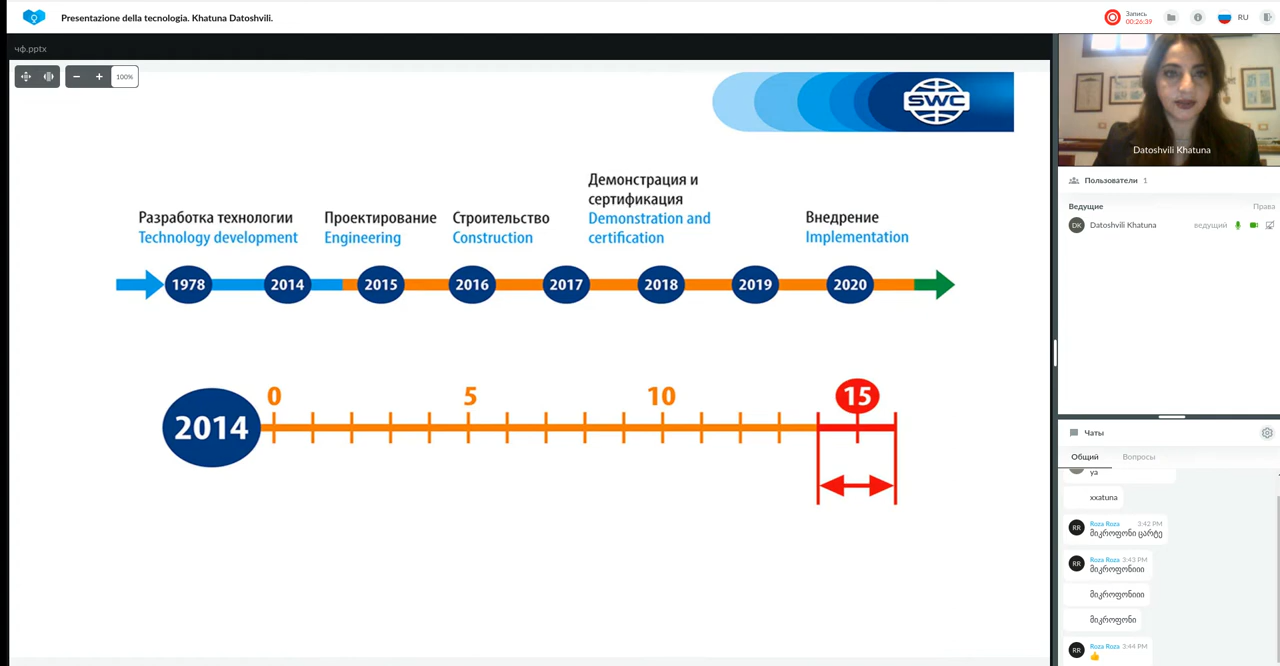 Presentazione della tecnologia. Khatuna Datoshvili.
Запись
00:26:39
RU
чф.pptx
100%
SWC
Разработка технологии
Technology development
Проектирование
Engineering
Строительство
Construction
Демонстрация и
сертификация
Demonstration and
certification
Внедрение
Implementation
1978 2014 2015 2016 2017 2018 2019 2020
0 5 10 15
2014
Datoshvili Khatuna
Пользователи 1
Ведущие Права
DK Datoshvili Khatuna ведущий
Чаты
Общий Вопросы
ya
xxatuna
RR Roza Roza 3:42 PM
მიკროფონი ცარტე
RR Roza Roza 3:43 PM
მიკროფონიიი
მიკროფონიიი
მიკროფონი
RR Roza Roza 3:44 PM
👍